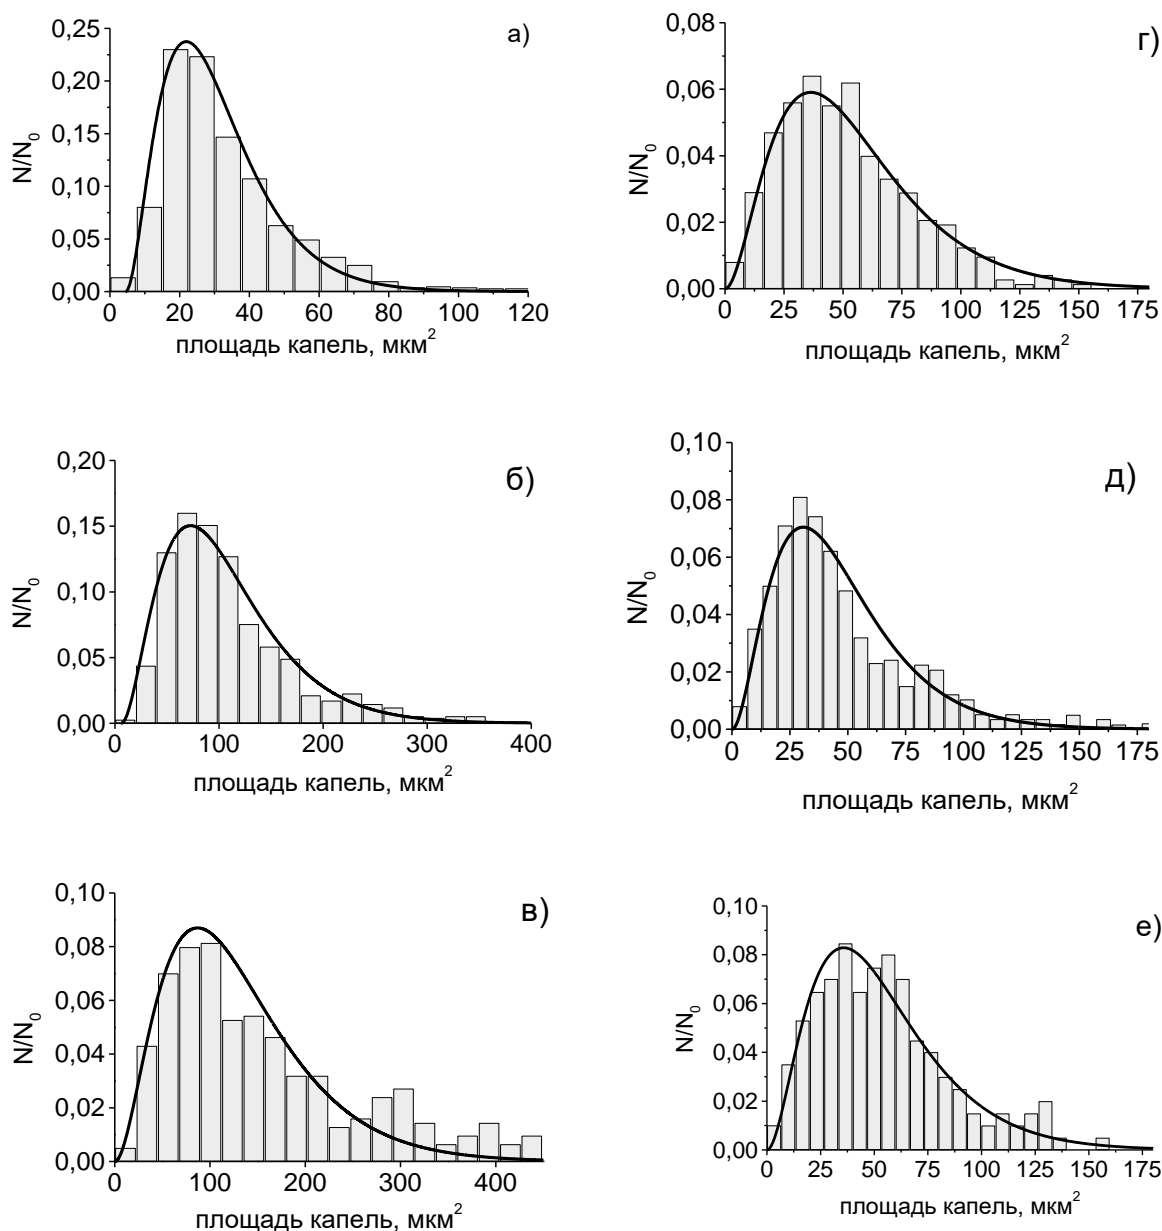 а)
N/N0
0,25
0,20
0,15
0,10
0,05
0,00
0 20 40 60 80 100 120
площадь капель, мкм²
г)
N/N0
0,08
0,06
0,04
0,02
0,00
0 25 50 75 100 125 150 175
площадь капель, мкм²
б)
N/N0
0,20
0,15
0,10
0,05
0,00
0 100 200 300 400
площадь капель, мкм²
д)
N/N0
0,10
0,08
0,06
0,04
0,02
0,00
0 25 50 75 100 125 150 175
площадь капель, мкм²
в)
N/N0
0,10
0,08
0,06
0,04
0,02
0,00
0 100 200 300 400
площадь капель, мкм²
е)
N/N0
0,10
0,08
0,06
0,04
0,02
0,00
0 25 50 75 100 125 150 175
площадь капель, мкм²